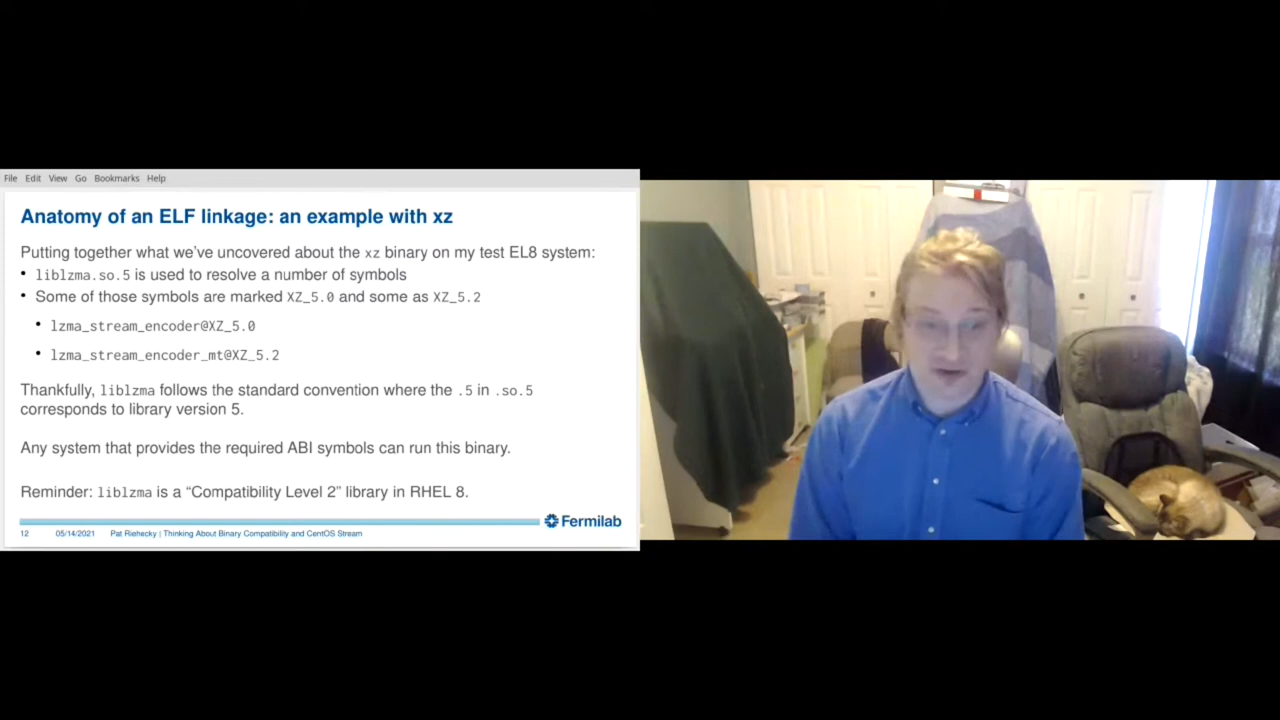 File Edit View Go Bookmarks Help
Anatomy of an ELF linkage: an example with xz
Putting together what we've uncovered about the xz binary on my test EL8 system:
• liblzma.so.5 is used to resolve a number of symbols
• Some of those symbols are marked XZ_5.0 and some as XZ_5.2
• lzma_stream_encoder@XZ_5.0
• lzma_stream_encoder_mt@XZ_5.2
Thankfully, liblzma follows the standard convention where the .5 in .so.5
corresponds to library version 5.
Any system that provides the required ABI symbols can run this binary.
Reminder: liblzma is a “Compatibility Level 2” library in RHEL 8.
Fermilab
12 05/14/2021 Pat Riehecky | Thinking About Binary Compatibility and CentOS Stream